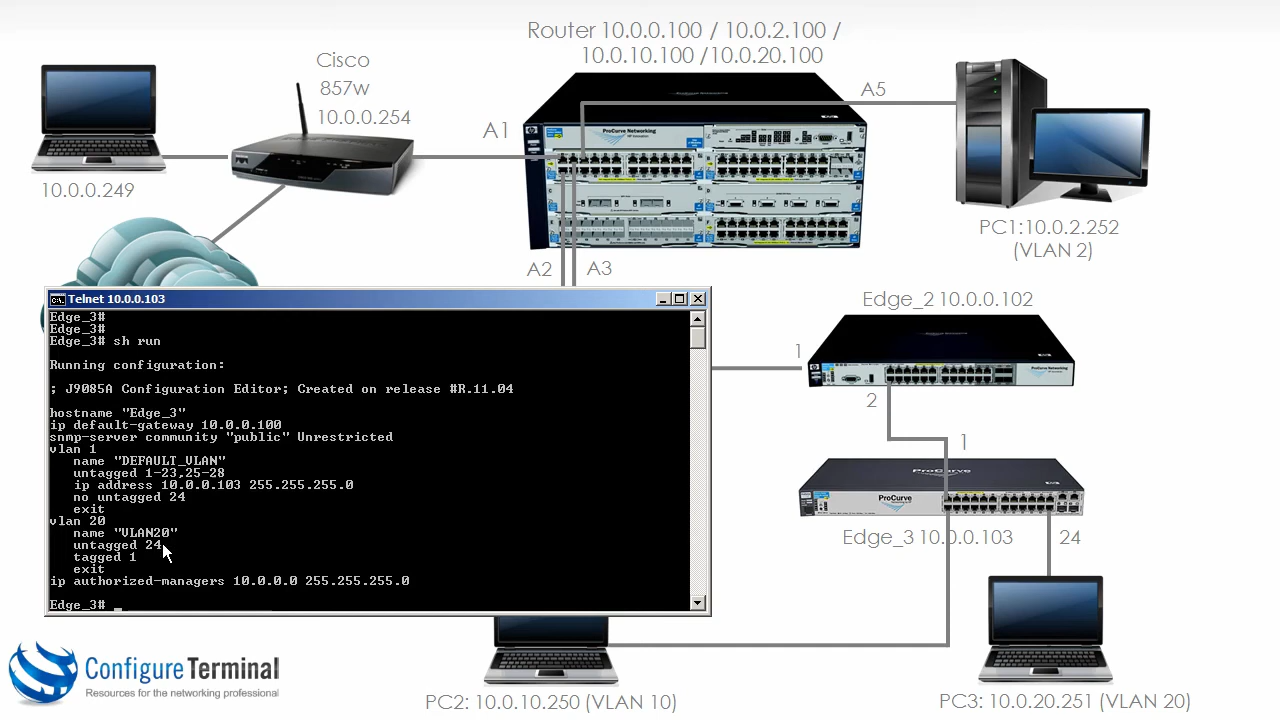 Router 10.0.0.100 / 10.0.2.100 /
10.0.10.100 /10.0.20.100
Cisco
857w
10.0.0.254
A1
A5
10.0.0.249
ProCurve Networking
PC1:10.0.2.252
(VLAN 2)
A2
A3
Telnet 10.0.0.103
Edge_3#
Edge_3#
Edge_3# sh run
Running configuration:
; J9085A Configuration Editor; Created on release #R.11.04
hostname "Edge_3"
ip default-gateway 10.0.0.100
snmp-server community "public" Unrestricted
vlan 1
name "DEFAULT_VLAN"
untagged 1-23,25-28
ip address 10.0.0.103 255.255.255.0
no untagged 24
exit
vlan 20
name "VLAN20"
untagged 24
tagged 1
exit
ip authorized-managers 10.0.0.0 255.255.255.0
Edge_3#
Edge_2 10.0.0.102
1
2
1
ProCurve
ProCurve
Edge_3 10.0.0.103
24
Configure Terminal
Resources for the networking professional
PC2: 10.0.10.250 (VLAN 10)
PC3: 10.0.20.251 (VLAN 20)